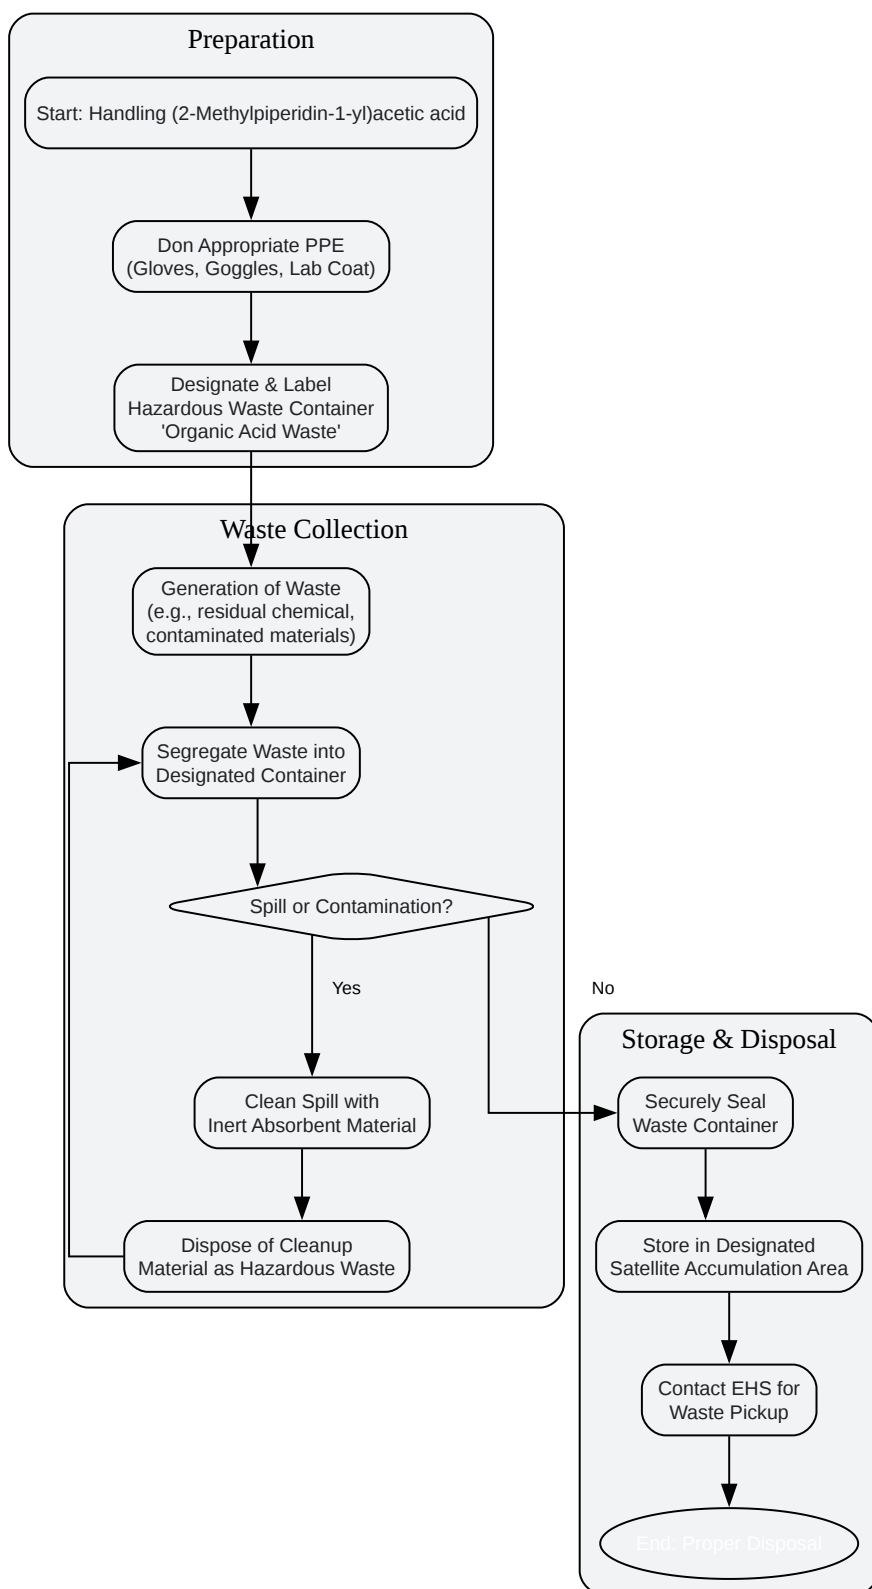 Preparation
Start: Handling (2-Methylpiperidin-1-yl)acetic acid
Don Appropriate PPE
(Gloves, Goggles, Lab Coat)
Designate & Label
Hazardous Waste Container
'Organic Acid Waste'
Waste Collection
Generation of Waste
(e.g., residual chemical,
contaminated materials)
Segregate Waste into
Designated Container
Spill or Contamination?
Yes
No
Clean Spill with
Inert Absorbent Material
Dispose of Cleanup
Material as Hazardous Waste
Storage & Disposal
Securely Seal
Waste Container
Store in Designated
Satellite Accumulation Area
Contact EHS for
Waste Pickup
End: Proper Disposal